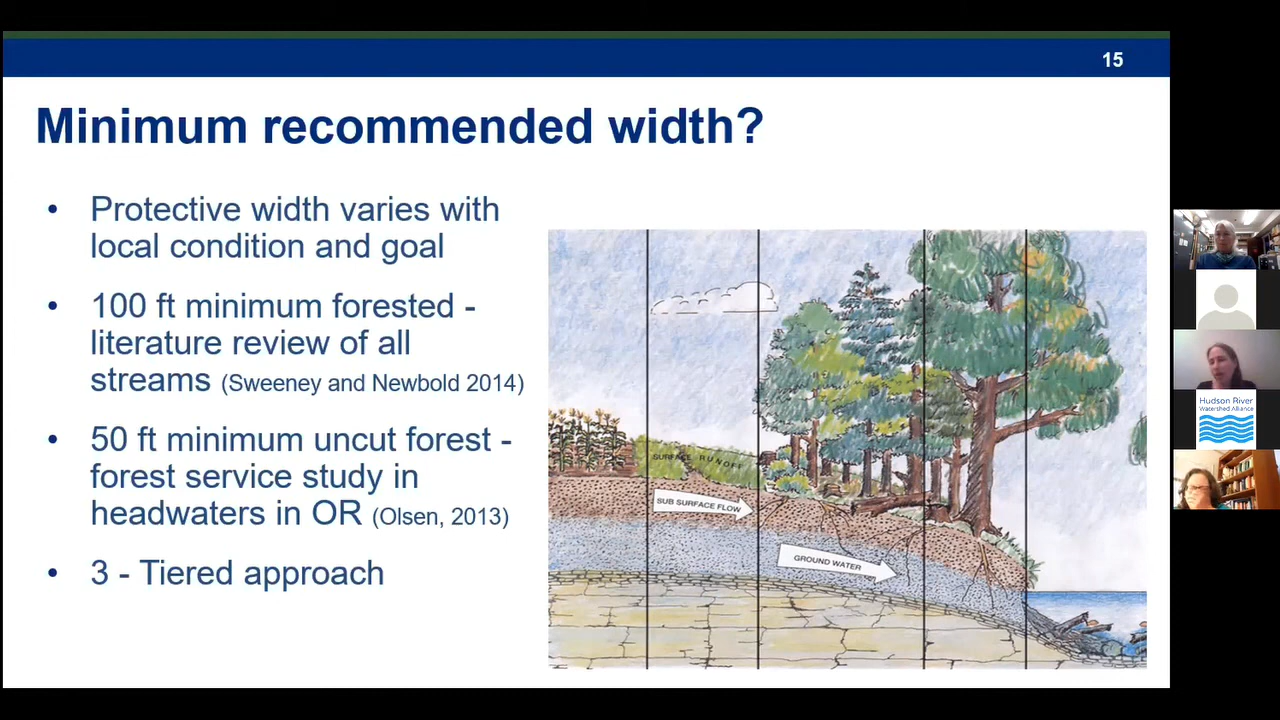 15
Minimum recommended width?
• Protective width varies with
local condition and goal
• 100 ft minimum forested -
literature review of all
streams (Sweeney and Newbold 2014)
• 50 ft minimum uncut forest -
forest service study in
headwaters in OR (Olsen, 2013)
• 3 - Tiered approach
SURFACE RUNOFF
SUB SURFACE FLOW
GROUND WATER
Hudson River
Watershed Alliance